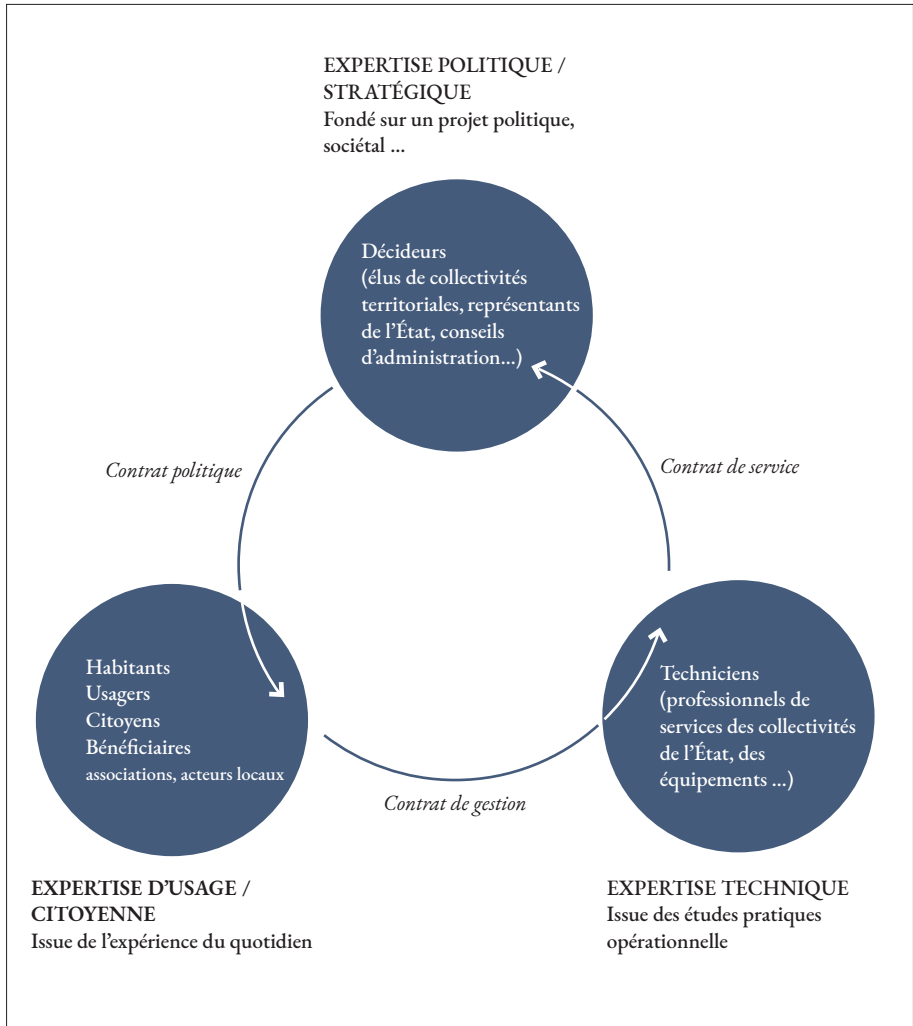 EXPERTISE POLITIQUE /
STRATÉGIQUE
Fondé sur un projet politique,
sociétal ...
Décideurs
(élus de collectivités
territoriales, représentants
de l’État, conseils
d’administration...)
Contrat politique
Contrat de service
Habitants
Usagers
Citoyens
Bénéficiaires
associations, acteurs locaux
Techniciens
(professionnels de
services des collectivités
de l’État, des
équipements ...)
Contrat de gestion
EXPERTISE D’USAGE /
CITOYENNE
Issue de l’expérience du quotidien
EXPERTISE TECHNIQUE
Issue des études pratiques
opérationnelle